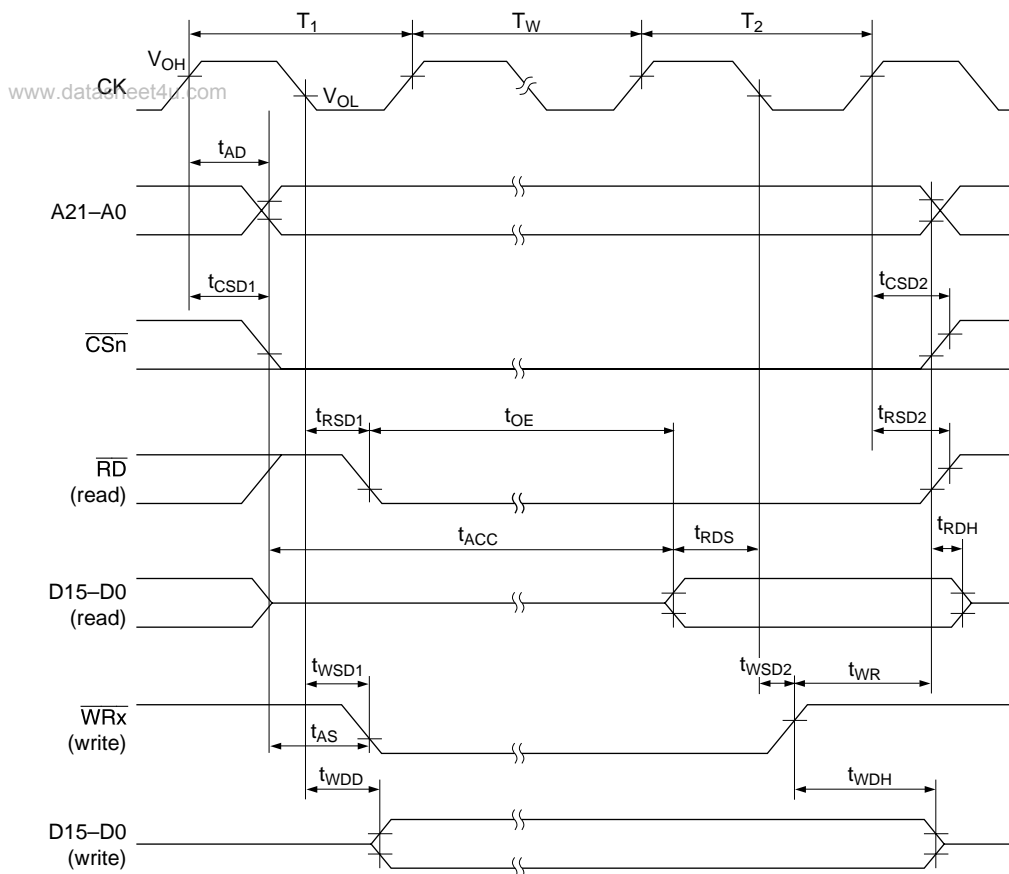 T1 TW T2
VOH
CK
www.datasheet4u.com
VOL
tAD
A21–A0
tCSD1 tCSD2
CSn
tRSD1 tOE tRSD2
RD
(read)
tACC tRDS tRDH
D15–D0
(read)
tWSD1 tWSD2 tWR
WRx
(write)
tAS
tWDD tWDH
D15–D0
(write)